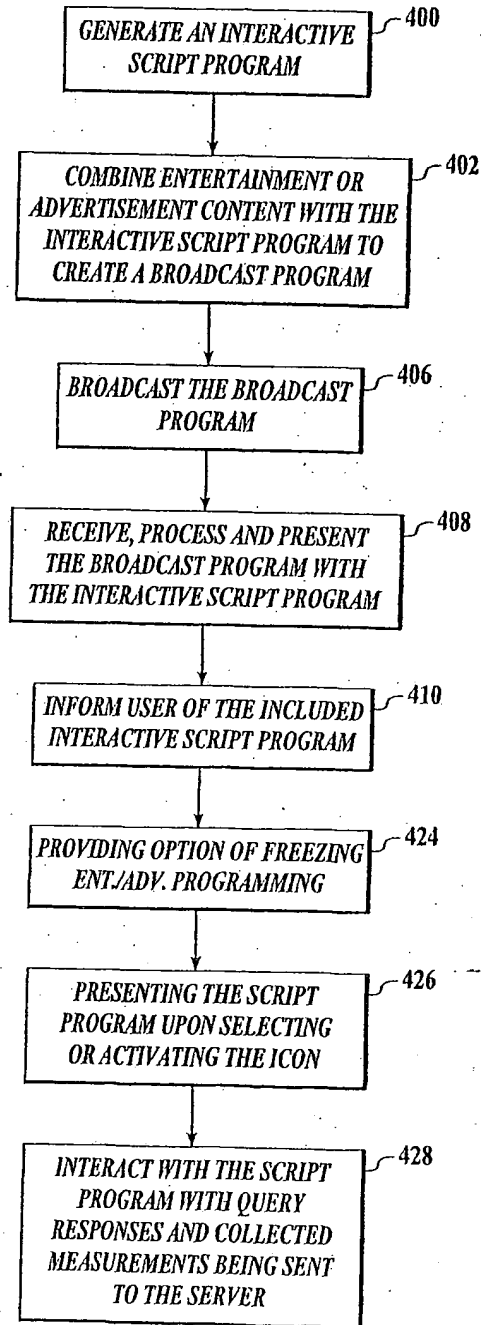 400
GENERATE AN INTERACTIVE
SCRIPT PROGRAM
402
COMBINE ENTERTAINMENT OR
ADVERTISEMENT CONTENT WITH THE
INTERACTIVE SCRIPT PROGRAM TO
CREATE A BROADCAST PROGRAM
406
BROADCAST THE BROADCAST
PROGRAM
408
RECEIVE, PROCESS AND PRESENT
THE BROADCAST PROGRAM WITH
THE INTERACTIVE SCRIPT PROGRAM
410
INFORM USER OF THE INCLUDED
INTERACTIVE SCRIPT PROGRAM
424
PROVIDING OPTION OF FREEZING
ENT./ADV. PROGRAMMING
426
PRESENTING THE SCRIPT
PROGRAM UPON SELECTING
OR ACTIVATING THE ICON
428
INTERACT WITH THE SCRIPT
PROGRAM WITH QUERY
RESPONSES AND COLLECTED
MEASUREMENTS BEING SENT
TO THE SERVER